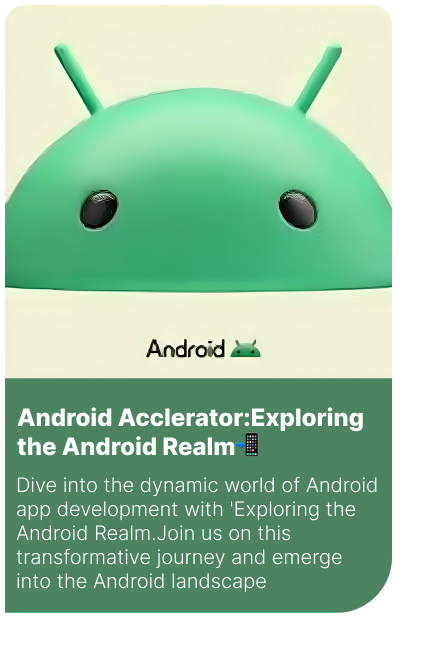 Android
Android Acclerator:Exploring
the Android Realm📲
Dive into the dynamic world of Android
app development with 'Exploring the
Android Realm.Join us on this
transformative journey and emerge
into the Android landscape